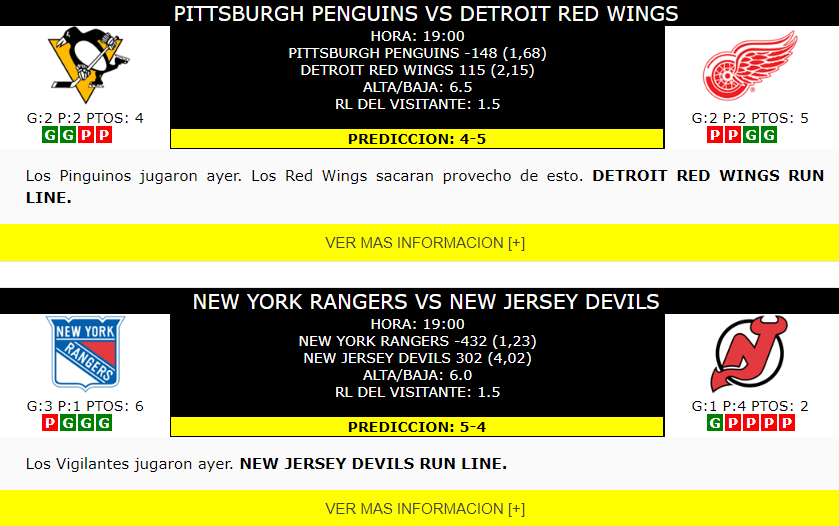 PITTSBURGH PENGUINS VS DETROIT RED WINGS
HORA: 19:00
PITTSBURGH PENGUINS -148 (1,68)
DETROIT RED WINGS 115 (2,15)
ALTA/BAJA: 6.5
RL DEL VISITANTE: 1.5
G:2 P:2 PTOS: 4
G G P P
G:2 P:2 PTOS: 5
P P G G
PREDICCION: 4-5
Los Pinguinos jugaron ayer. Los Red Wings sacaran provecho de esto. DETROIT RED WINGS RUN
LINE.
VER MAS INFORMACION [+]
NEW YORK RANGERS VS NEW JERSEY DEVILS
NEW YORK
RANGERS
HORA: 19:00
NEW YORK RANGERS -432 (1,23)
NEW JERSEY DEVILS 302 (4,02)
ALTA/BAJA: 6.0
RL DEL VISITANTE: 1.5
G:3 P:1 PTOS: 6
P G G G
G:1 P:4 PTOS: 2
G P P P P
PREDICCION: 5-4
Los Vigilantes jugaron ayer. NEW JERSEY DEVILS RUN LINE.
VER MAS INFORMACION [+]